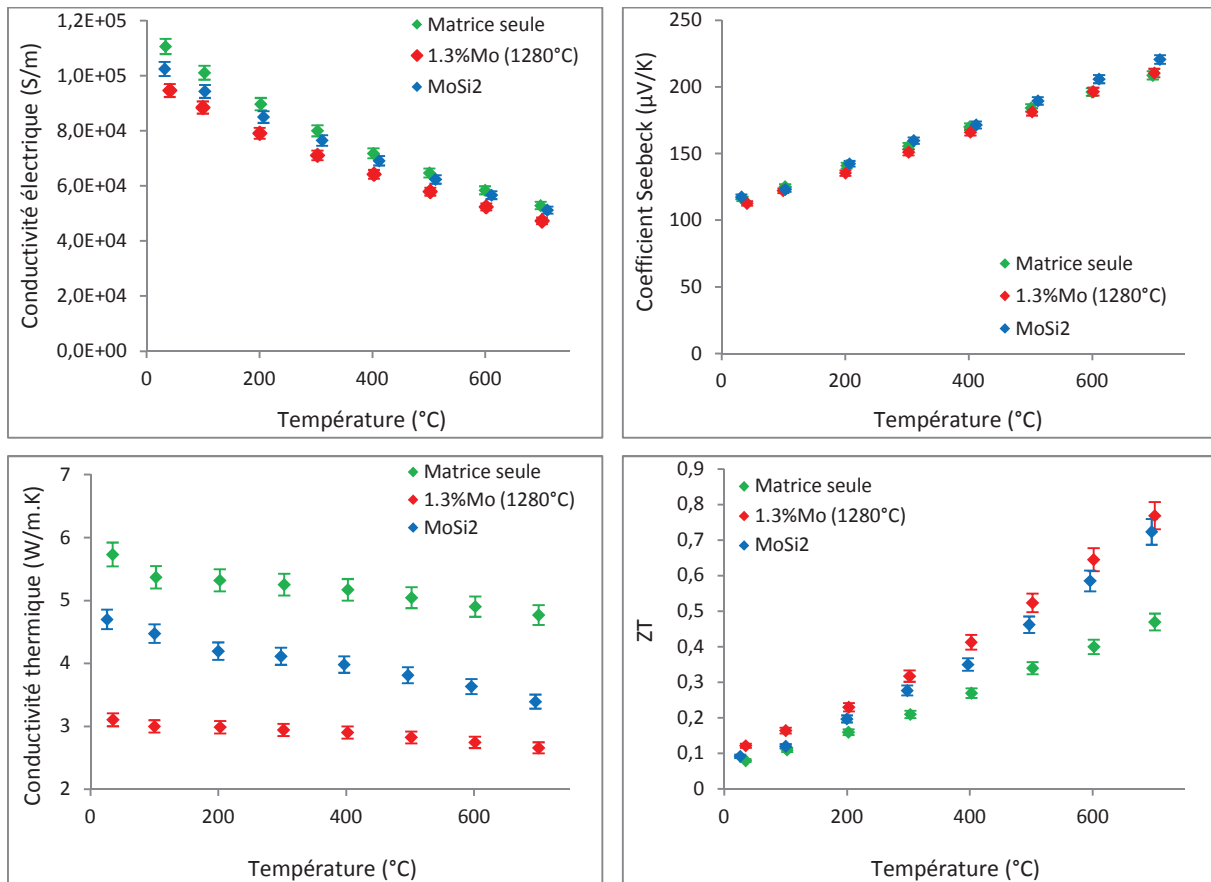 Conductivité électrique (S/m)
1,2E+05
1,0E+05
8,0E+04
6,0E+04
4,0E+04
2,0E+04
0,0E+00
0 200 400 600
Température (°C)
Matrice seule
1.3%Mo (1280°C)
MoSi2
Coefficient Seebeck (µV/K)
250
200
150
100
50
0
0 200 400 600
Température (°C)
Matrice seule
1.3%Mo (1280°C)
MoSi2
Conductivité thermique (W/m.K)
7
6
5
4
3
2
0 200 400 600
Température (°C)
Matrice seule
1.3%Mo (1280°C)
MoSi2
ZT
0,9
0,8
0,7
0,6
0,5
0,4
0,3
0,2
0,1
0
0 200 400 600
Température (°C)
Matrice seule
1.3%Mo (1280°C)
MoSi2